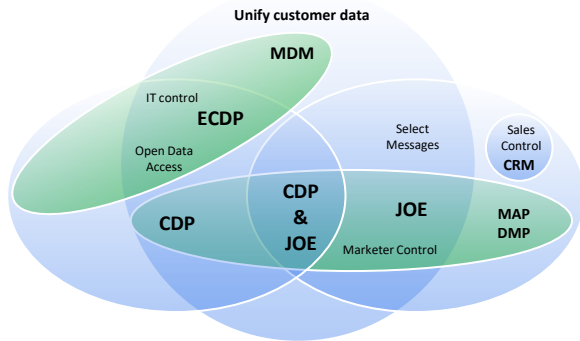 Unify customer data
MDM
IT control
ECDP
Open Data
Access
Select
Messages
Sales
Control
CRM
CDP
CDP
&
JOE
JOE
Marketer Control
MAP
DMP